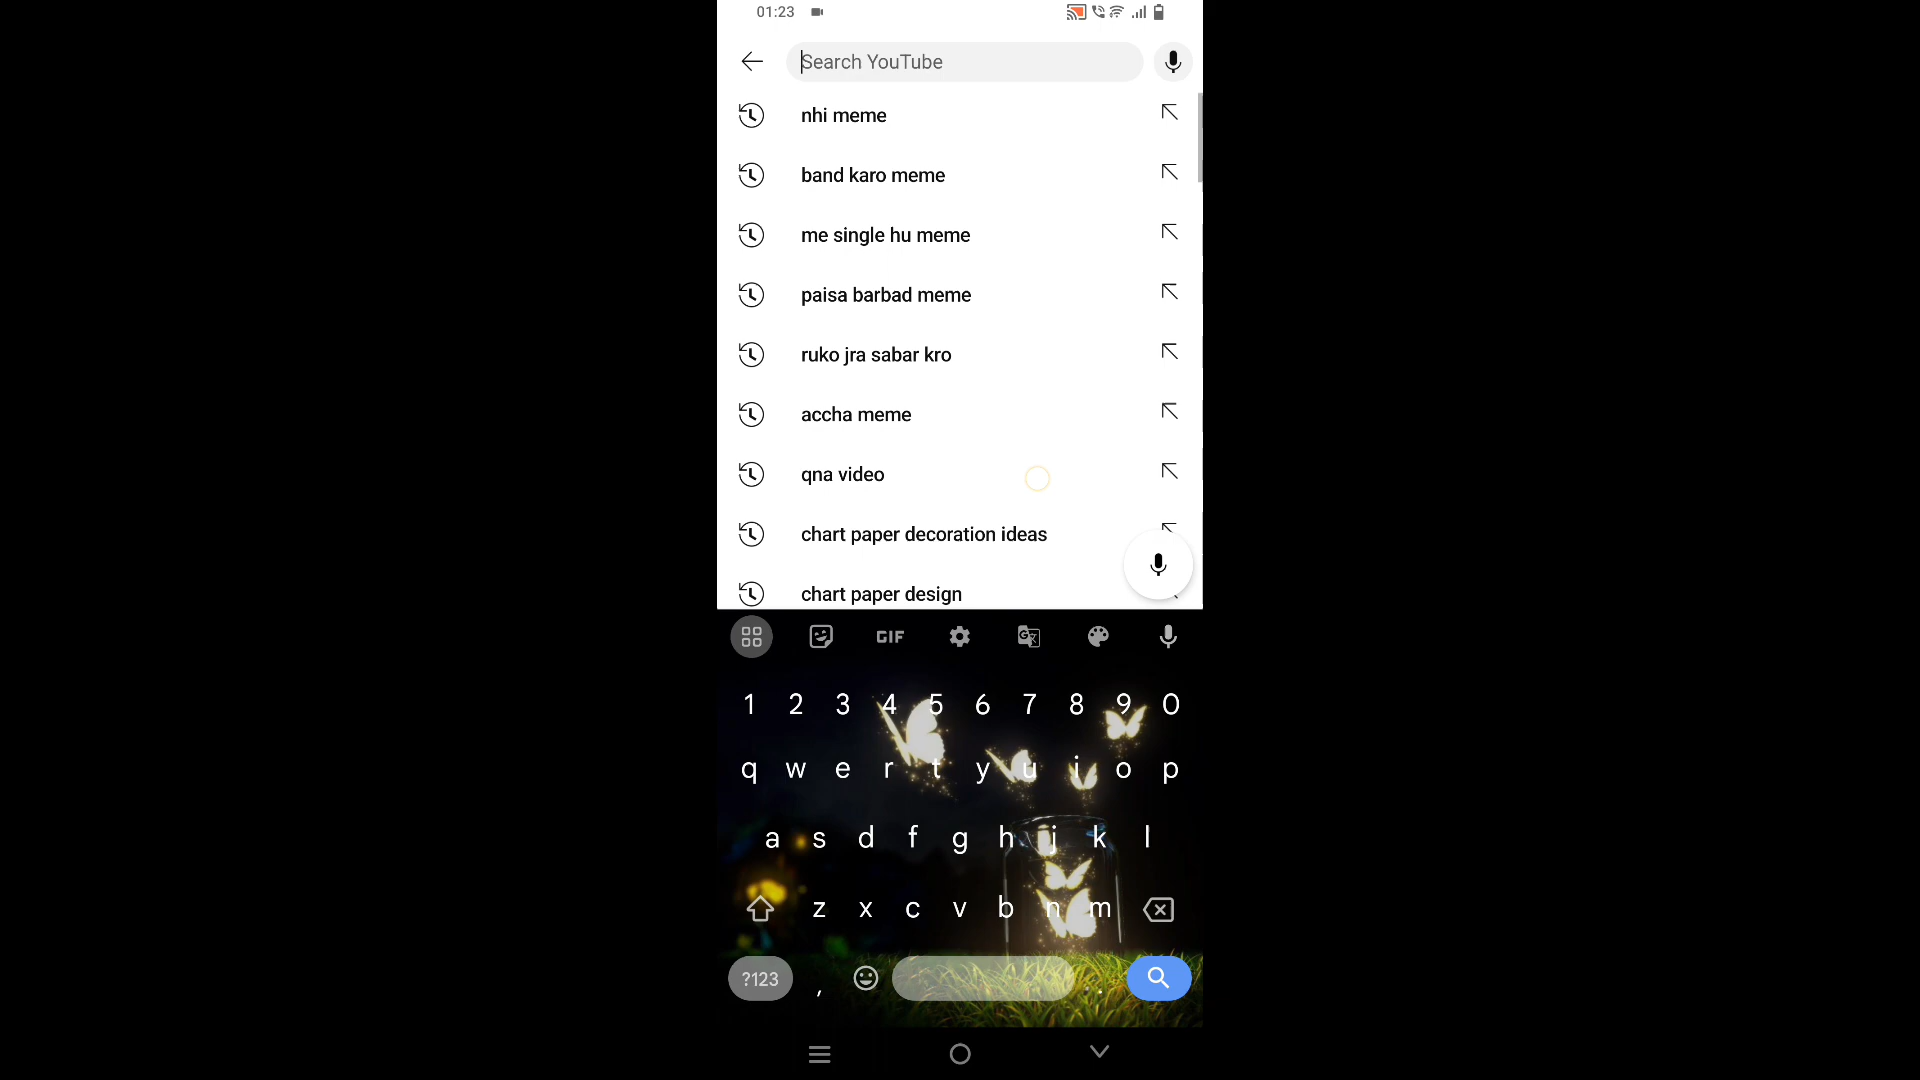 01:23
Search YouTube
nhi meme
band karo meme
me single hu meme
paisa barbad meme
ruko jra sabar kro
accha meme
qna video
chart paper decoration ideas
chart paper design
GIF
1 2 3 4 5 6 7 8 9 0
q w e r t y u i o p
a s d f g h j k l
z x c v b n m
?123 , .